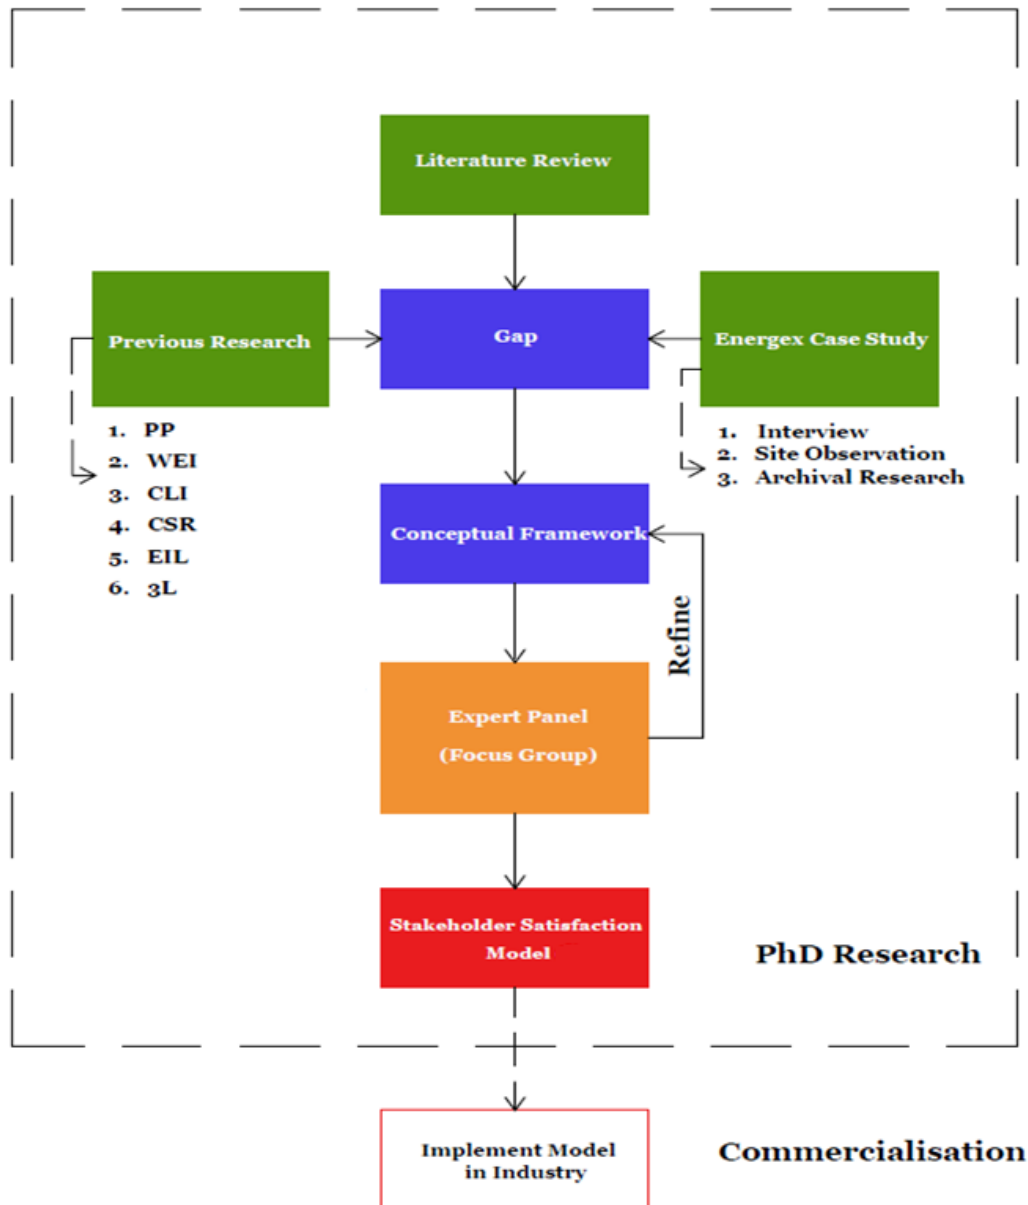 Literature Review
Previous Research
Gap
Energex Case Study
1. PP
2. WEI
3. CLI
4. CSR
5. EIL
6. 3L
1. Interview
2. Site Observation
3. Archival Research
Conceptual Framework
Refine
Expert Panel
(Focus Group)
Stakeholder Satisfaction
Model
PhD Research
Implement Model
in Industry
Commercialisation